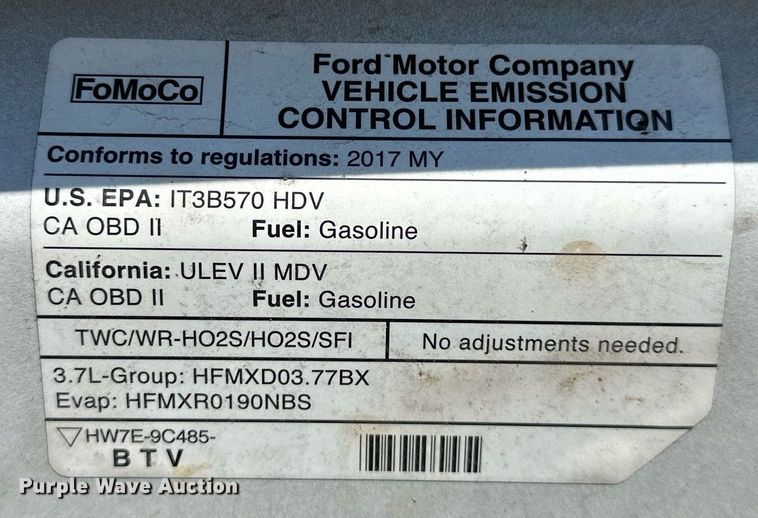 FoMoCo
Ford Motor Company
VEHICLE EMISSION
CONTROL INFORMATION
Conforms to regulations: 2017 MY
U.S. EPA: IT3B570 HDV
CA OBD II Fuel: Gasoline
California: ULEV II MDV
CA OBD II Fuel: Gasoline
TWC/WR-HO2S/HO2S/SFI No adjustments needed.
3.7L-Group: HFMXD03.77BX
Evap: HFMXR0190NBS
HW7E-9C485-
BTV
Purple Wave Auction